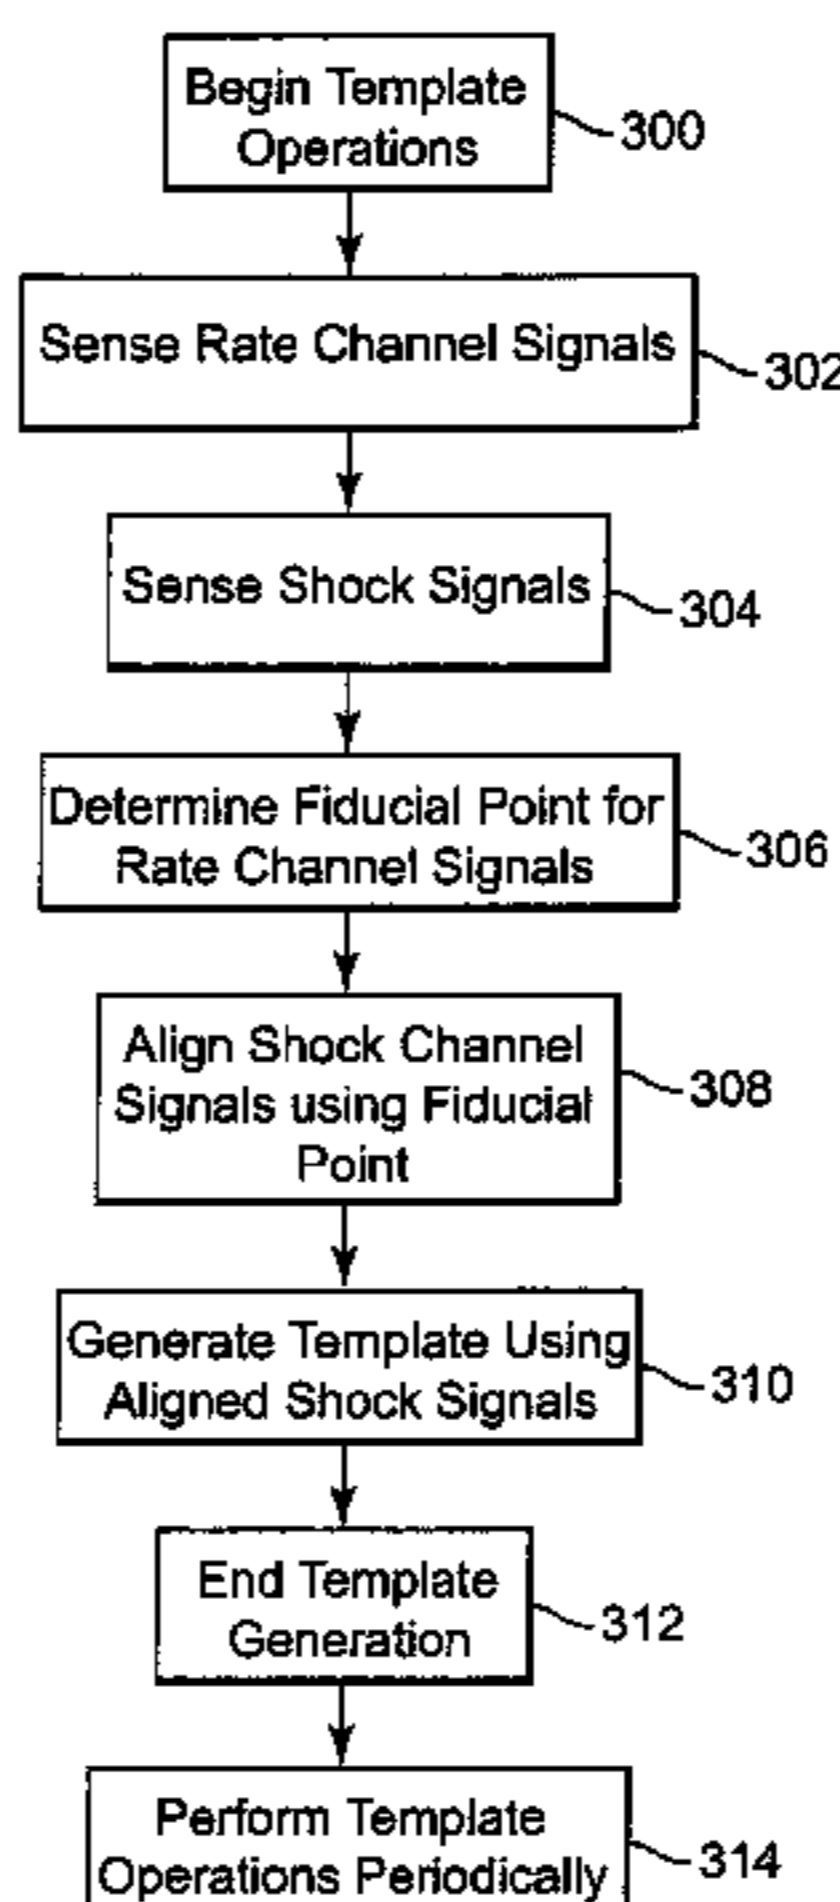 Begin Template
Operations
300
Sense Rate Channel Signals
302
Sense Shock Signals
304
Determine Fiducial Point for
Rate Channel Signals
306
Align Shock Channel
Signals using Fiducial
Point
308
Generate Template Using
Aligned Shock Signals
310
End Template
Generation
312
Perform Template
Operations Periodically
314